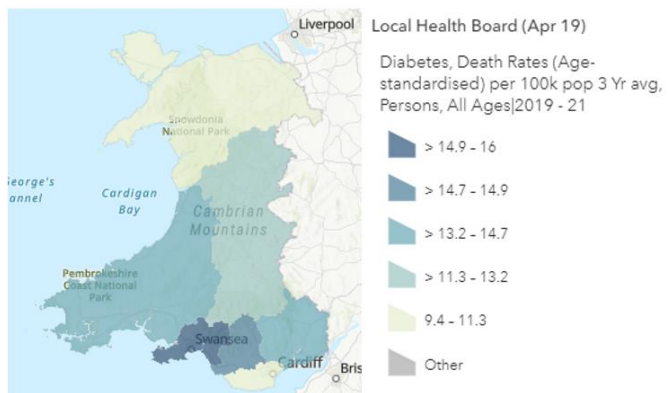 Liverpool
Snowdonia
National Park
George's
annel
Cardigan
Bay
Cambrian
Mountains
Pembrokeshire
Coast National
Park
Swansea
Cardiff
Bris
Local Health Board (Apr 19)
Diabetes, Death Rates (Age-
standardised) per 100k pop 3 Yr avg,
Persons, All Ages|2019 - 21
> 14.9 - 16
> 14.7 - 14.9
> 13.2 - 14.7
> 11.3 - 13.2
9.4 - 11.3
Other